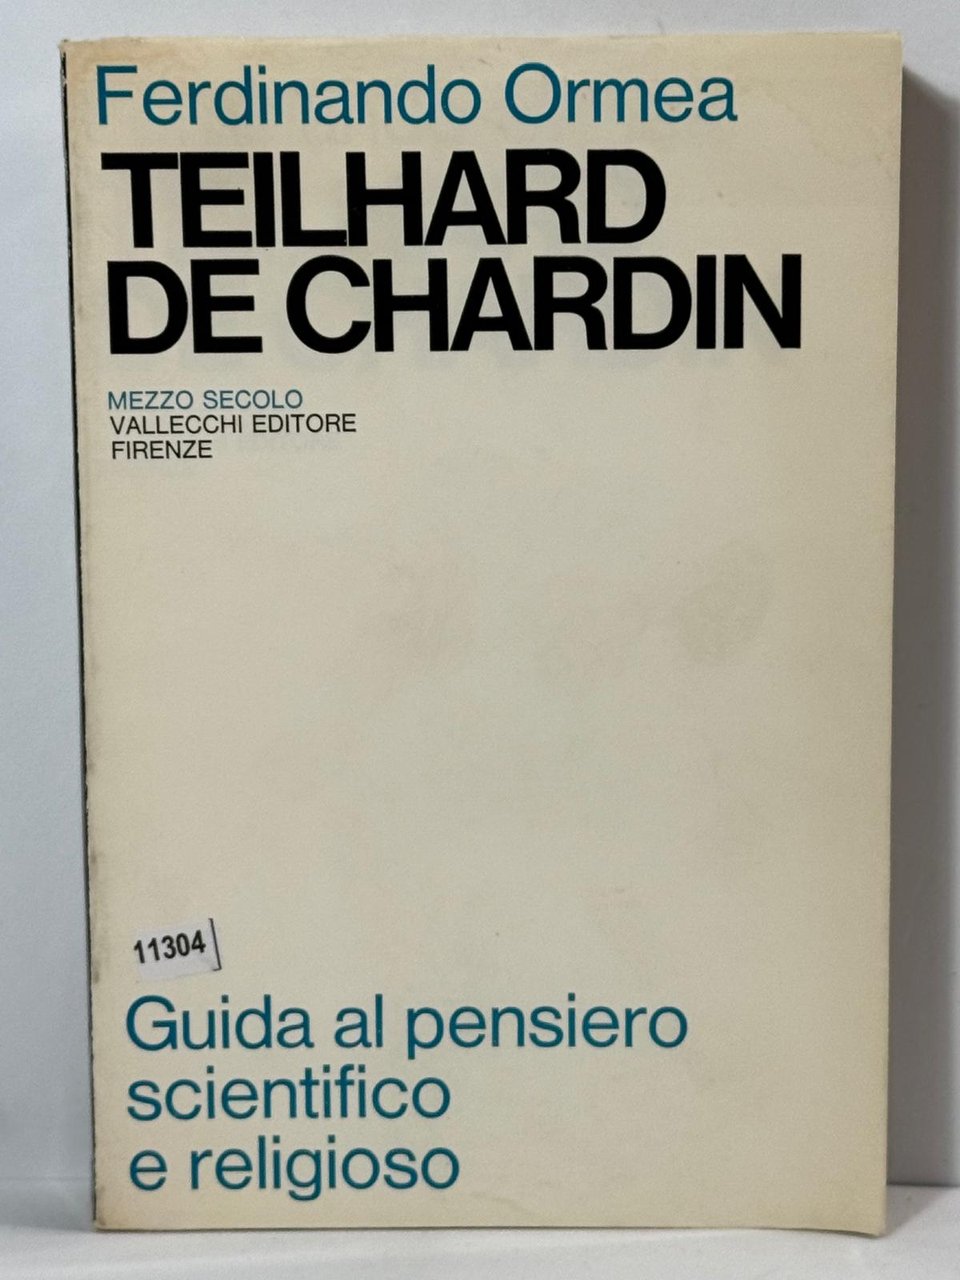 Ferdinando Ormea
TEILHARD
DE CHARDIN
MEZZO SECOLO
VALLECCHI EDITORE
FIRENZE
11304
Guida al pensiero
scientifico
e religioso